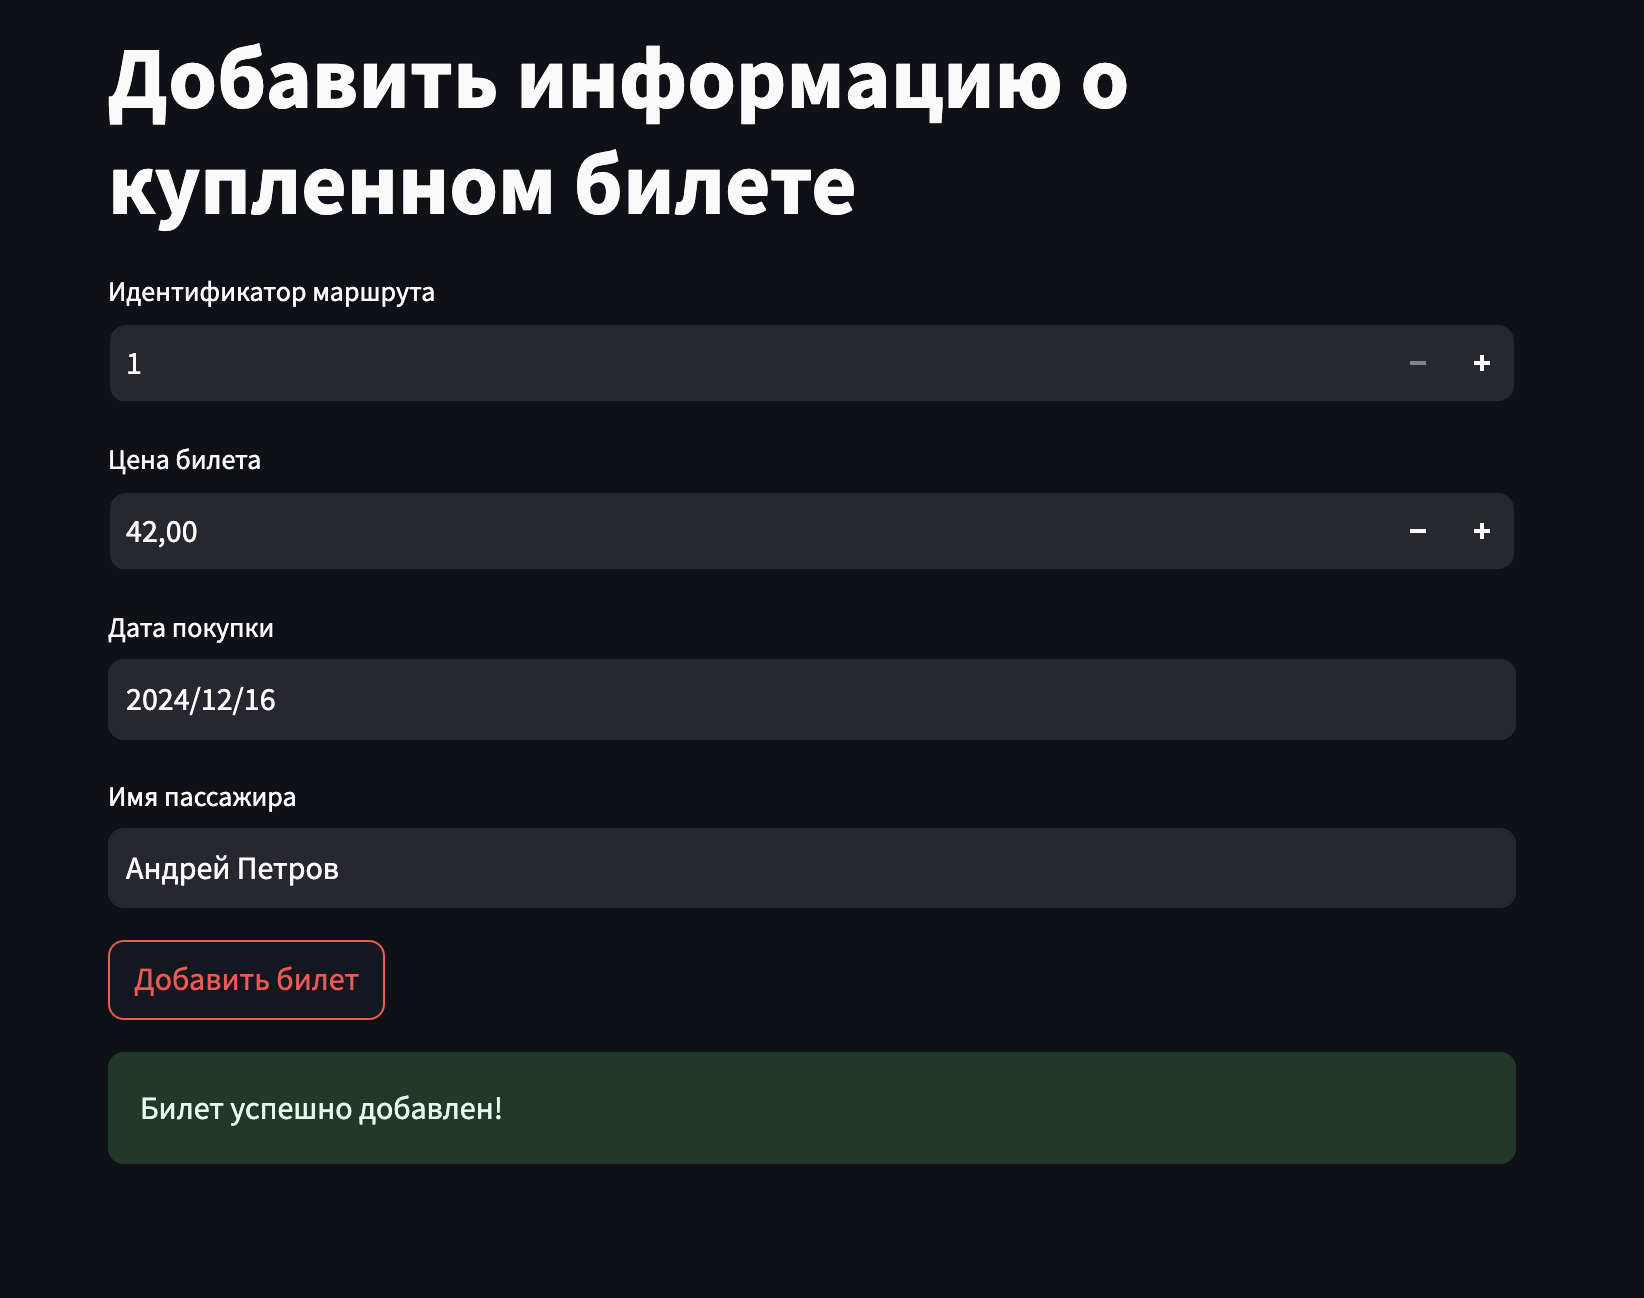 Добавить информацию о
купленном билете
Идентификатор маршрута
1
Цена билета
42,00
Дата покупки
2024/12/16
Имя пассажира
Андрей Петров
Добавить билет
Билет успешно добавлен!